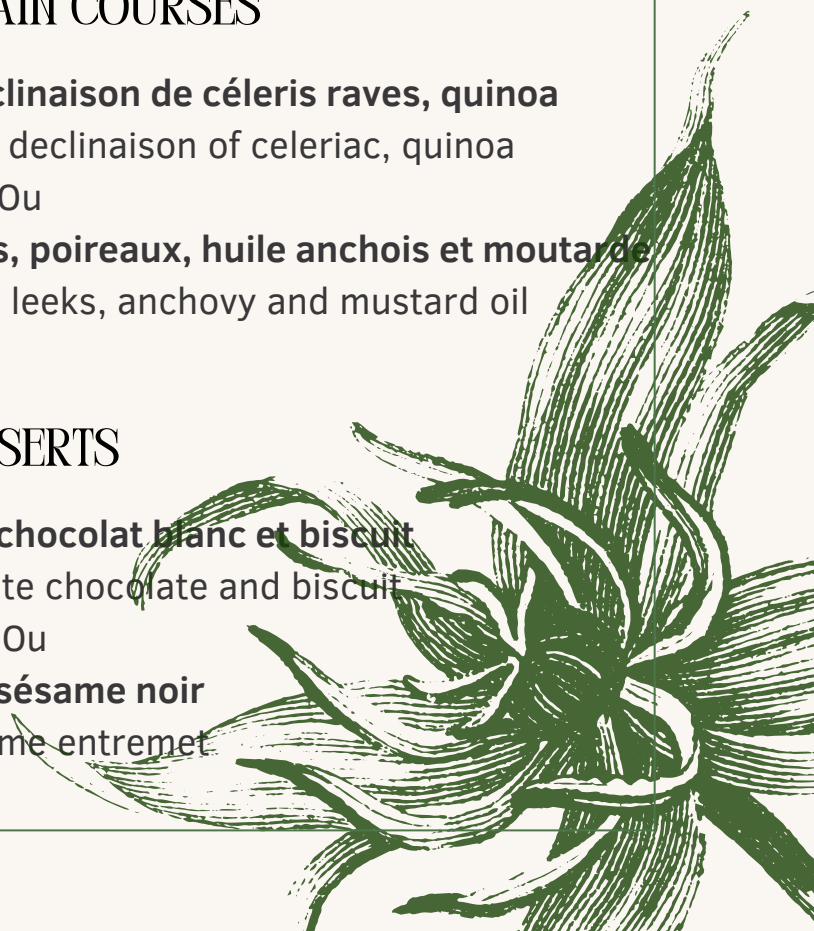 AIN COURSES
clinaison de céleris raves, quinoa
declinaison of celeriac, quinoa
Ou
s, poireaux, huile anchois et moutarde
leeks, anchovy and mustard oil
SERTS
chocolat blanc et biscuit
te chocolate and biscuit
Ou
sésame noir
me entremet